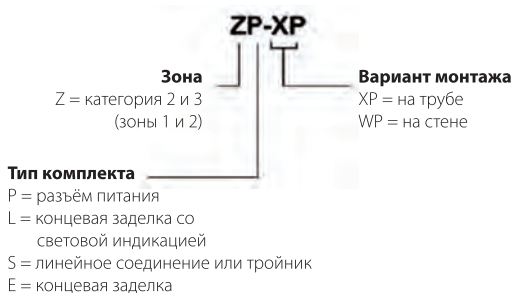 ZP-XP
Зона
Z = категория 2 и 3
(зоны 1 и 2)
Вариант монтажа
XP = на трубе
WP = на стене
Тип комплекта
P = разъём питания
L = концевая заделка со
световой индикацией
S = линейное соединение или тройник
E = концевая заделка